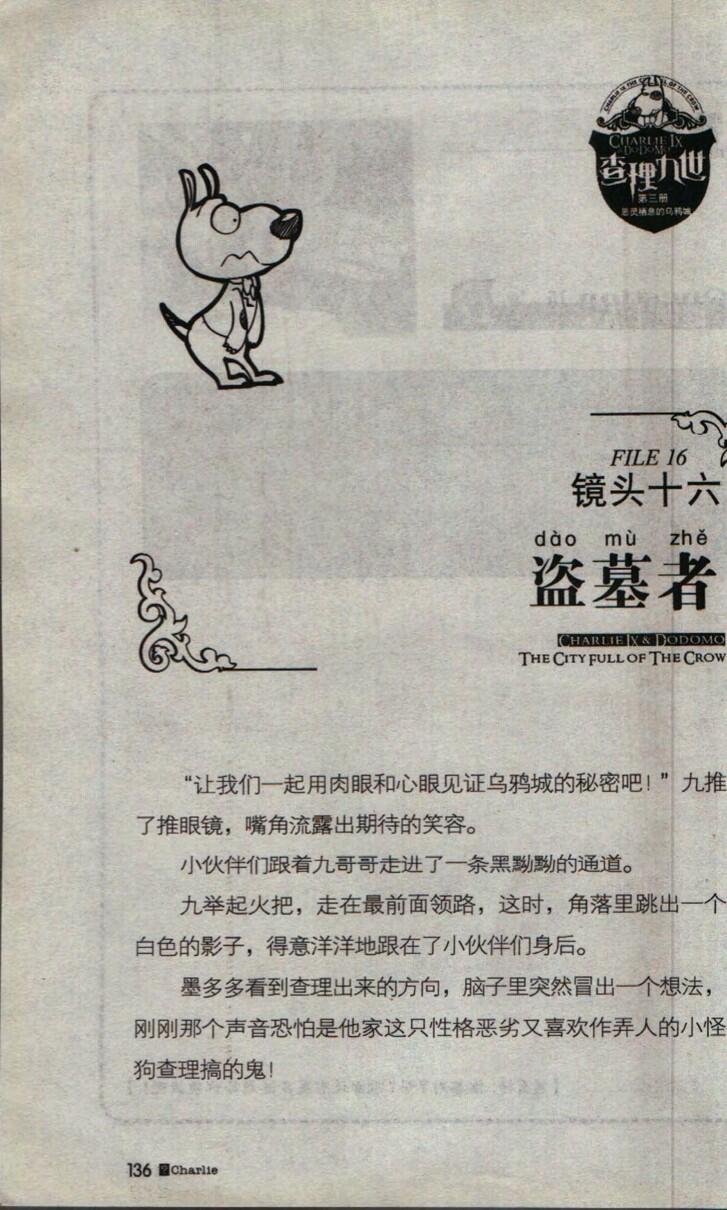 CHARLIE IX & DODOMO
查理九世
第三册
恶灵栖息的乌鸦城
FILE 16
镜头十六
dào mù zhě
盗墓者
CHARLIE IX & DODOMO
THE CITY FULL OF THE CROW
“让我们一起用肉眼和心眼见证乌鸦城的秘密吧！”九推
了推眼镜，嘴角流露出期待的笑容。
小伙伴们跟着九哥哥走进了一条黑黝黝的通道。
九举起火把，走在最前面领路，这时，角落里跳出一个
白色的影子，得意洋洋地跟在了小伙伴们身后。
墨多多看到查理出来的方向，脑子里突然冒出一个想法，
刚刚那个声音恐怕是他家这只性格恶劣又喜欢作弄人的小怪
狗查理搞的鬼！
136 Charlie